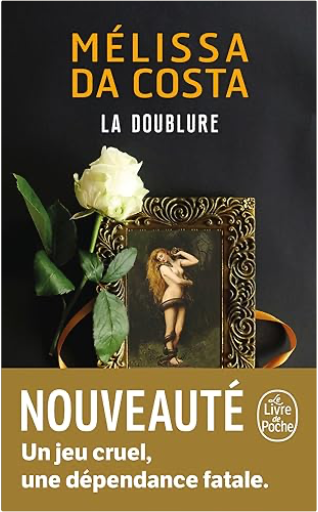 MÉLISSA
DA COSTA
LA DOUBLURE
NOUVEAUTÉ
Le
Livre
de
Poche
Un jeu cruel,
une dépendance fatale.